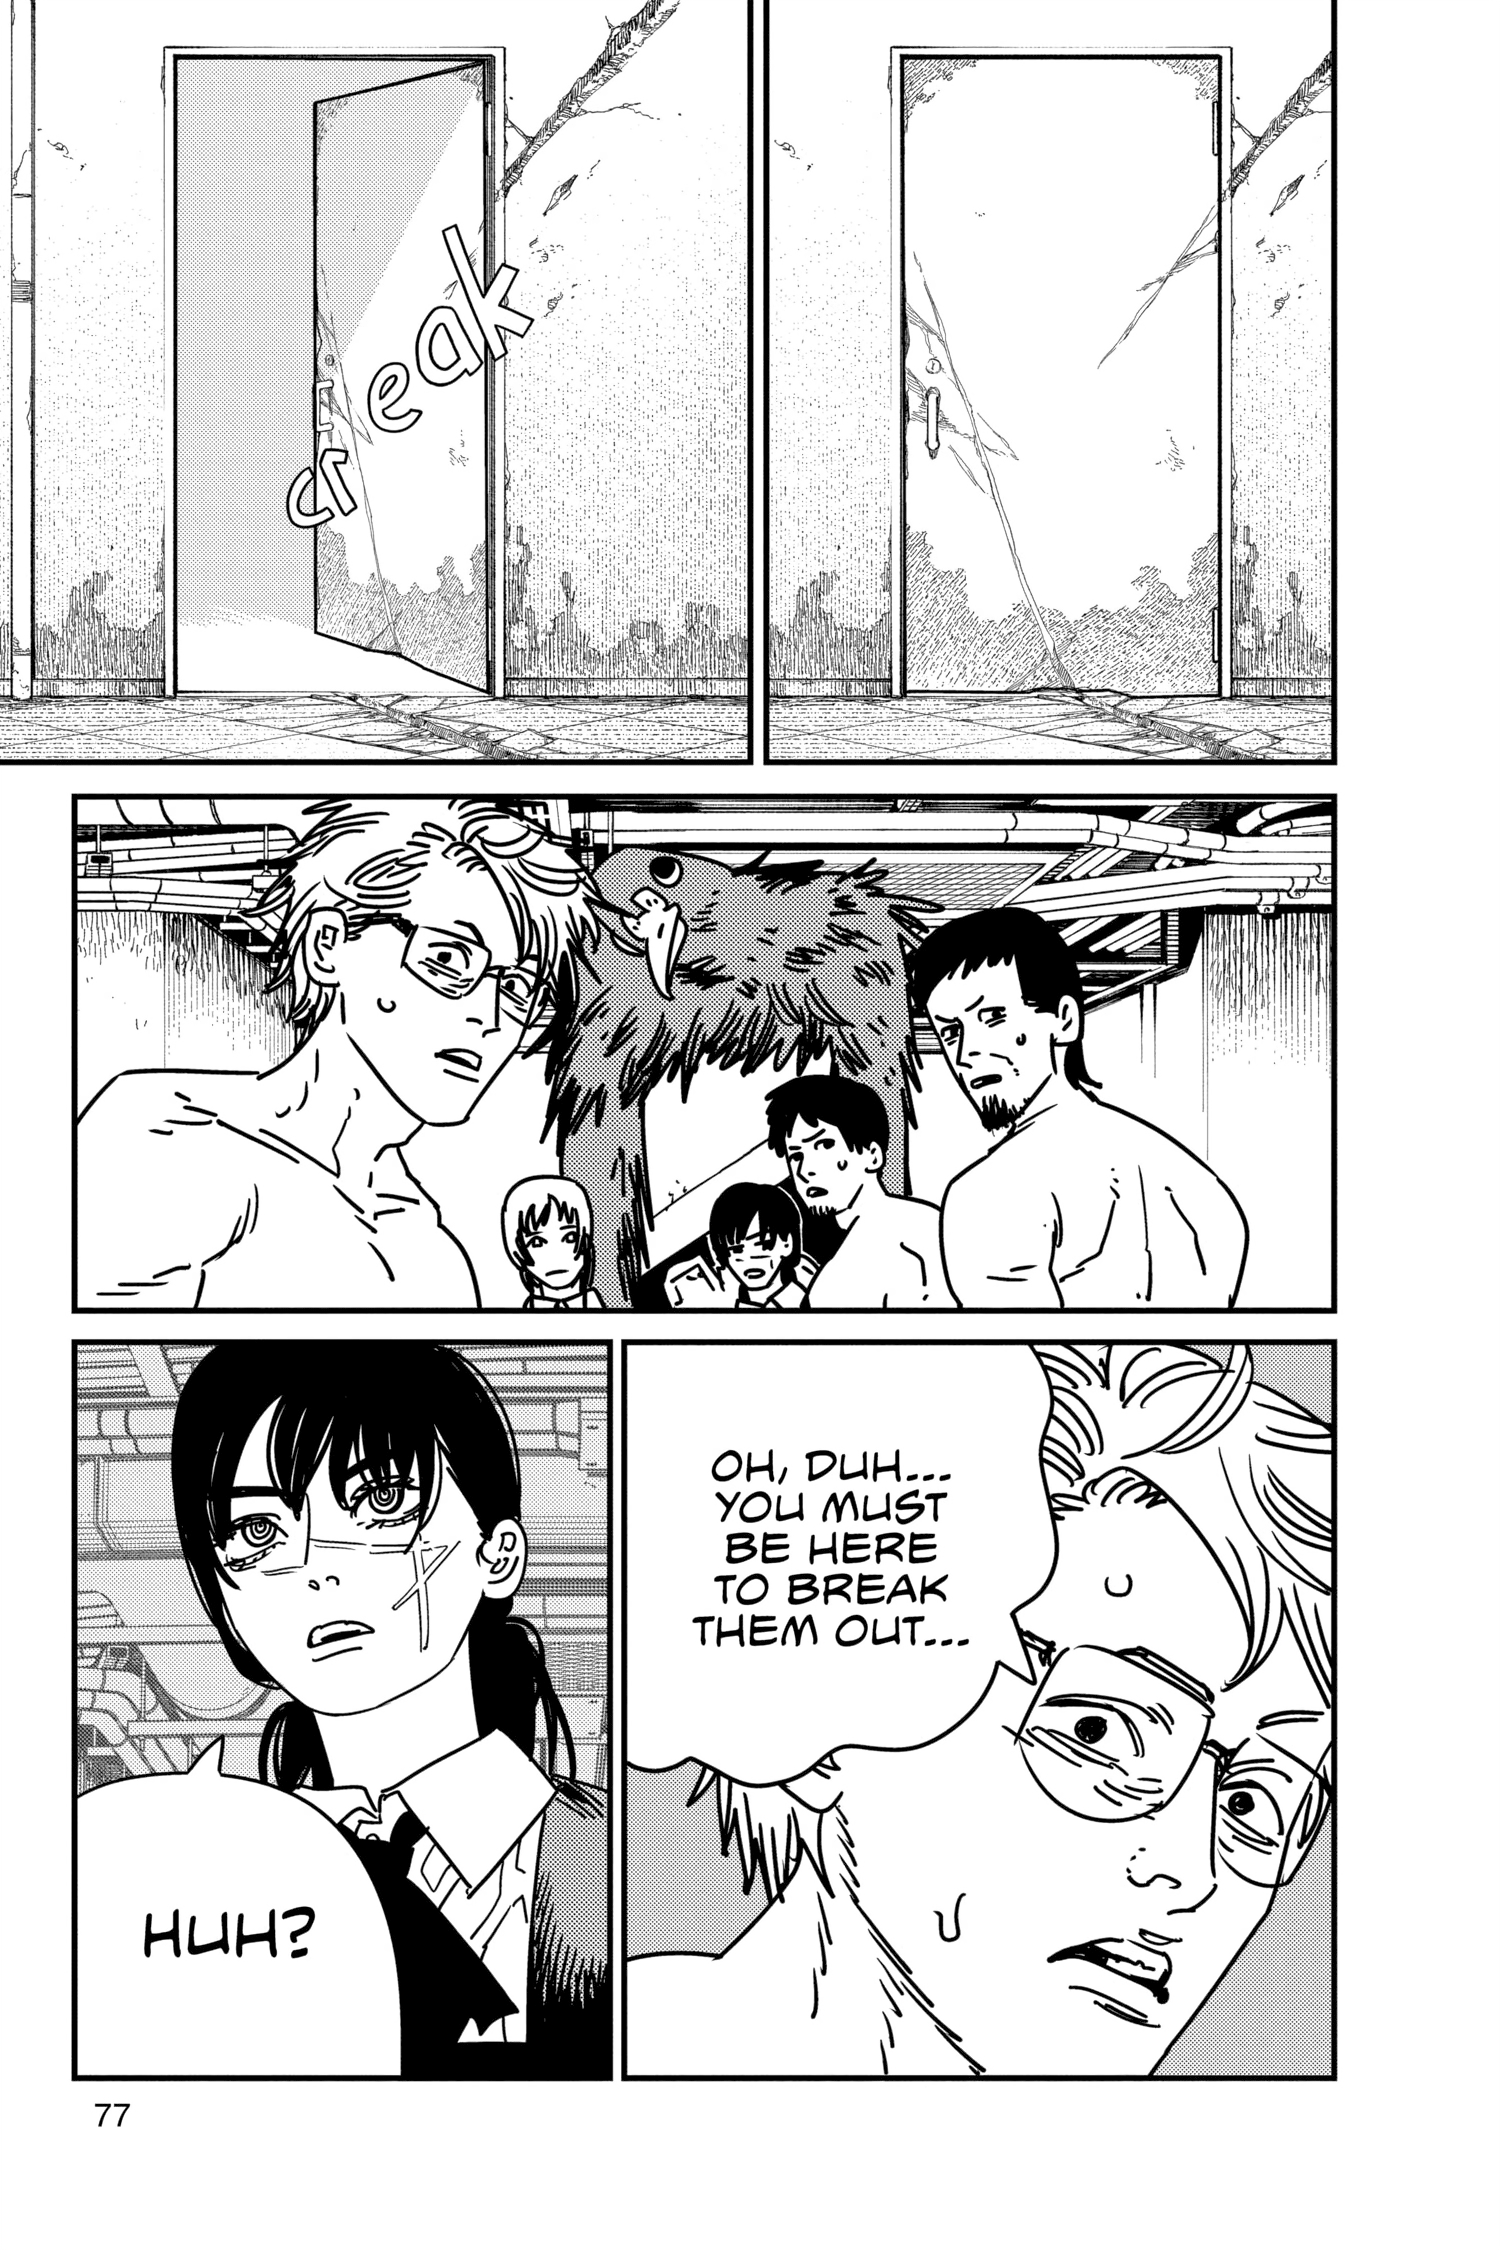 creak
OH, DUH...
YOU MUST
BE HERE
TO BREAK
THEM OUT...
HUH?
77